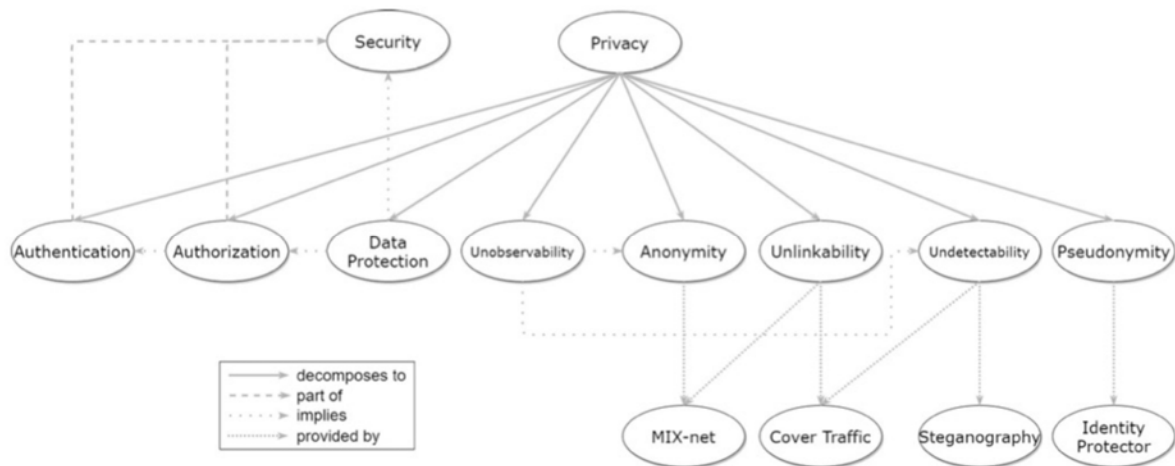 Security
Privacy
Authentication
Authorization
Data
Protection
Unobservability
Anonymity
Unlinkability
Undetectability
Pseudonymity
decomposes to
part of
implies
provided by
MIX-net
Cover Traffic
Steganography
Identity
Protector